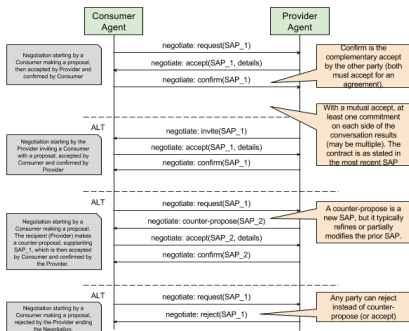 Consumer
Agent
Provider
Agent
Negotiation starting by a
Consumer making a proposal,
then accepted by Provider and
confirmed by Consumer
negotiate: request(SAP_1)
negotiate: accept(SAP_1, details)
negotiate: confirm(SAP_1)
Confirm is the
complementary accept
by the other party (both
must accept for an
agreement).
With a mutual accept, at
least one commitment
on each side of the
conversation results
(may be multiple). The
contract is as stated in
the most recent SAP
ALT
Negotiation starting by the
Provider inviting a Consumer
with a proposal, accepted by
Consumer and confirmed by
Provider
negotiate: invite(SAP_1)
negotiate: accept(SAP_1, details)
negotiate: confirm(SAP_1)
ALT
Negotiation starting by a
Consumer making a proposal.
The recipient (Provider) makes
a counter-proposal, supplanting
SAP_1, which is then accepted
by Consumer and confirmed by
the Provider.
negotiate: request(SAP_1)
negotiate: counter-propose(SAP_2)
negotiate: accept(SAP_2, details)
negotiate: confirm(SAP_2)
A counter-propose is a
new SAP, but it typically
refines or partially
modifies the prior SAP.
ALT
Negotiation starting by a
Consumer making a proposal,
rejected by the Provider ending
the Negotiation.
negotiate: request(SAP_1)
negotiate: reject(SAP_1)
Any party can reject
instead of counter-
propose (or accept)